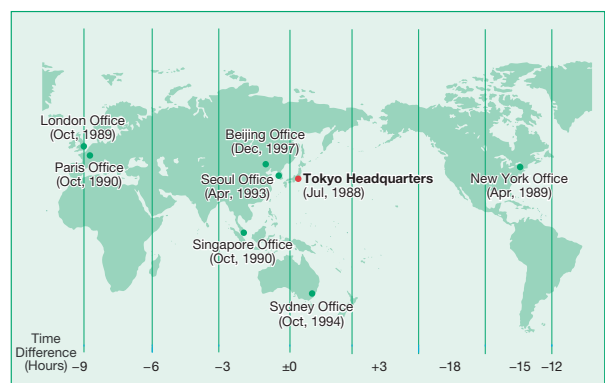 London Office
(Oct, 1989)
Paris Office
(Oct, 1990)
Beijing Office
(Dec, 1997)
Seoul Office
(Apr, 1993)
Tokyo Headquarters
(Jul, 1988)
New York Office
(Apr, 1989)
Singapore Office
(Oct, 1990)
Sydney Office
(Oct, 1994)
Time
Difference
(Hours) −9 −6 −3 ±0 +3 −18 −15 −12